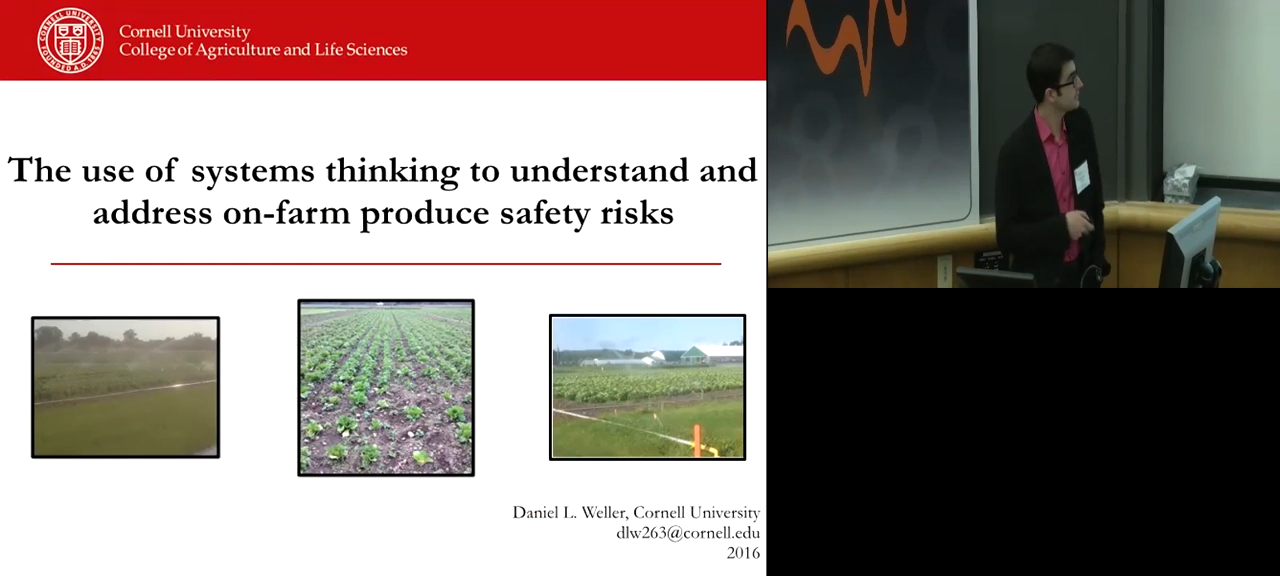 Cornell University
College of Agriculture and Life Sciences
The use of systems thinking to understand and
address on-farm produce safety risks
Daniel L. Weller, Cornell University
dlw263@cornell.edu
2016